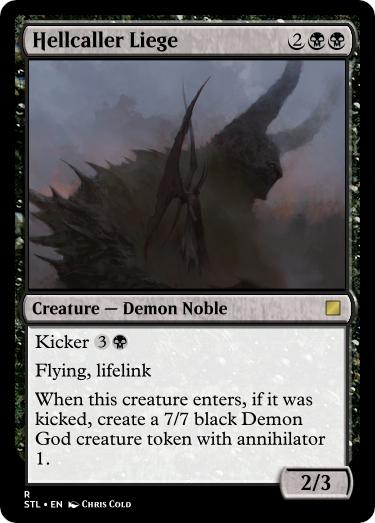 Hellcaller Liege 2
Creature — Demon Noble
Kicker 3
Flying, lifelink
When this creature enters, if it was
kicked, create a 7/7 black Demon
God creature token with annihilator
1.
2/3
R
STL • EN Chris Cold